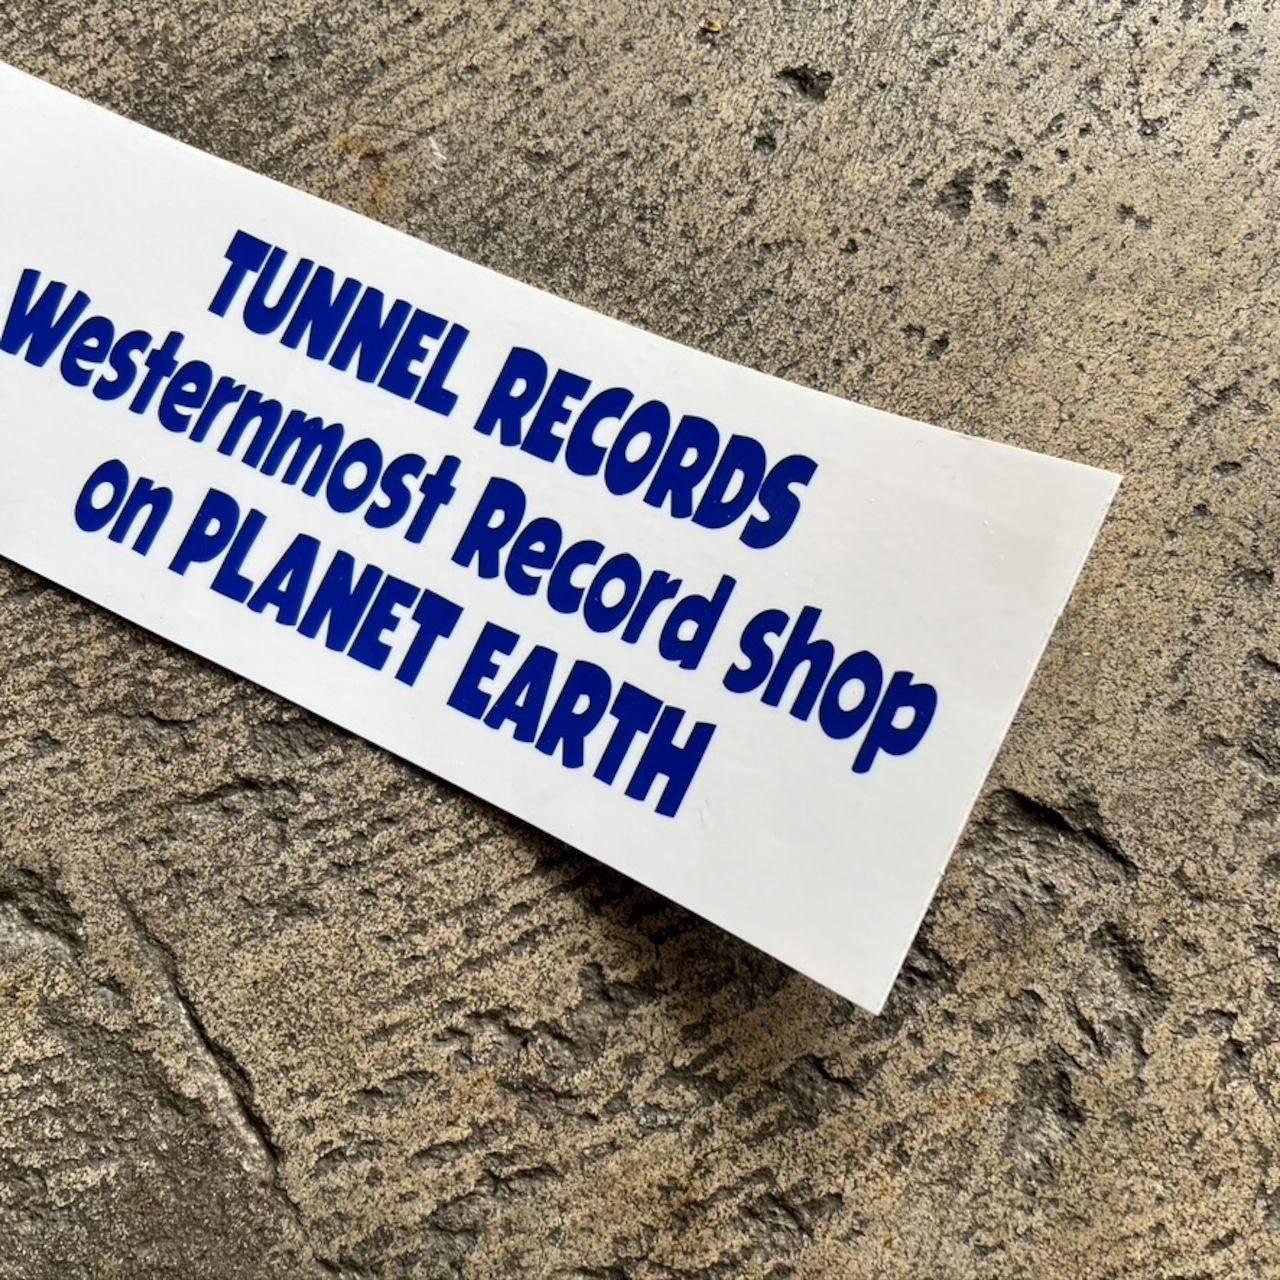 TUNNEL RECORDS
Westernmost Record shop
on PLANET EARTH